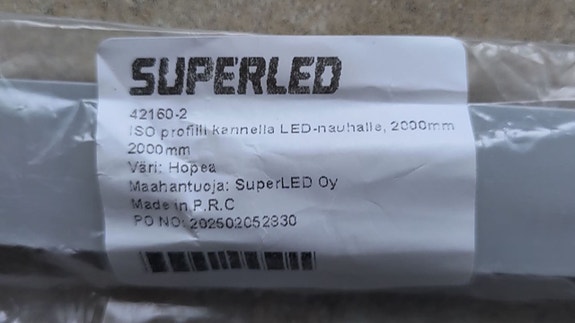 SUPERLED
42160-2
ISO profiili kannella LED-nauhalle, 2000mm
2000mm
Väri: Hopea
Maahantuoja: SuperLED Oy
Made in P.R.C
PO NO: 202502052330